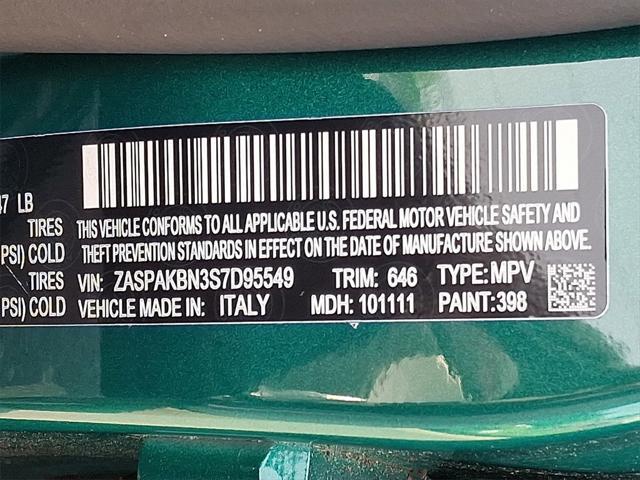 47 LB
TIRES THIS VEHICLE CONFORMS TO ALL APPLICABLE U.S. FEDERAL MOTOR VEHICLE SAFETY AND
PSI) COLD THEFT PREVENTION STANDARDS IN EFFECT ON THE DATE OF MANUFACTURE SHOWN ABOVE.
TIRES VIN: ZASPAKBN3S7D95549 TRIM: 646 TYPE: MPV
PSI) COLD VEHICLE MADE IN: ITALY MDH: 101111 PAINT:398